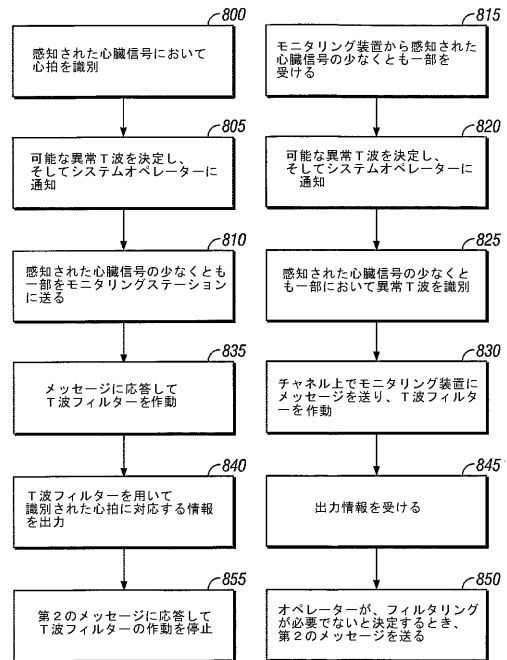 800
感知された心臓信号において
心拍を識別
805
可能な異常T波を決定し、
そしてシステムオペレーターに
通知
810
感知された心臓信号の少なくとも
一部をモニタリングステーション
に送る
835
メッセージに応答して
T波フィルターを作動
840
T波フィルターを用いて
識別された心拍に対応する情報
を出力
855
第2のメッセージに応答して
T波フィルターの作動を停止
815
モニタリング装置から感知された
心臓信号の少なくとも一部を
受ける
820
可能な異常T波を決定し、
そしてシステムオペレーターに
通知
825
感知された心臓信号の少なくと
も一部において異常T波を識別
830
チャネル上でモニタリング装置に
メッセージを送り、T波フィルタ
ーを作動
845
出力情報を受ける
850
オペレーターが、フィルタリング
が必要でないと決定するとき、
第2のメッセージを送る